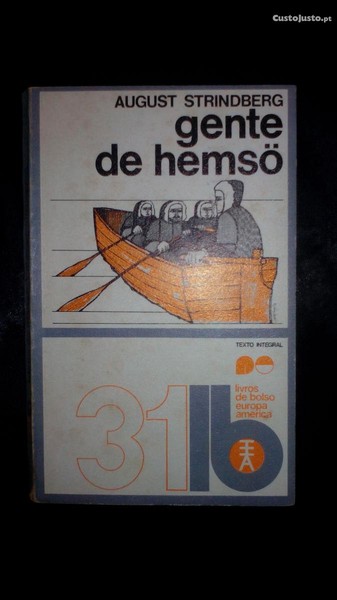 CustoJusto.pt
AUGUST STRINDBERG
gente
de hemsö
TEXTO INTEGRAL
livros
de bolso
europa
américa
31 lb